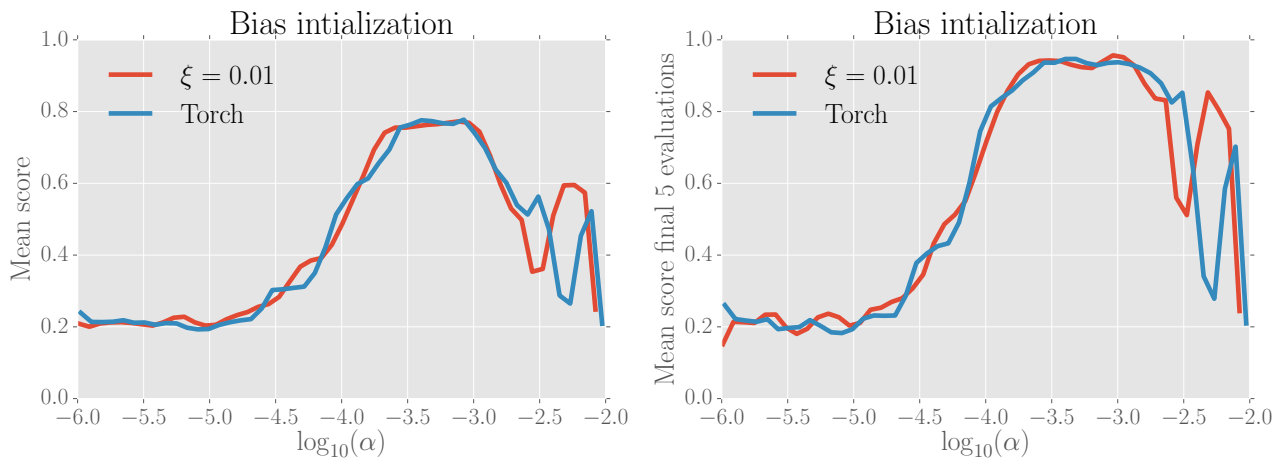 Bias intialization
1.0
0.8
0.6
0.4
0.2
0.0
Mean score
ξ = 0.01
Torch
−6.0 −5.5 −5.0 −4.5 −4.0 −3.5 −3.0 −2.5 −2.0
log₁₀(α)
Bias intialization
1.0
0.8
0.6
0.4
0.2
0.0
Mean score final 5 evaluations
ξ = 0.01
Torch
−6.0 −5.5 −5.0 −4.5 −4.0 −3.5 −3.0 −2.5 −2.0
log₁₀(α)